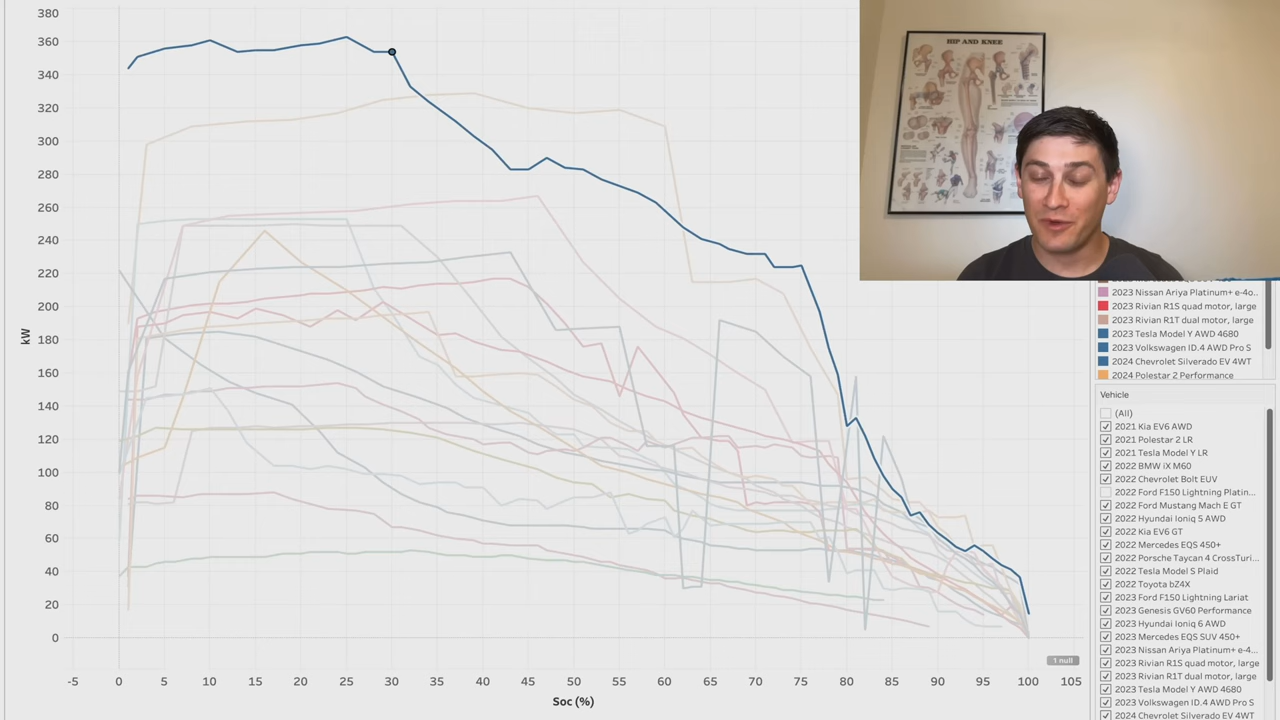 380
360
340
320
300
280
260
240
220
200
180
160
140
120
100
80
60
40
20
0
kW
-5 0 5 10 15 20 25 30 35 40 45 50 55 60 65 70 75 80 85 90 95 100 105
Soc (%)
1 null
HIP AND KNEE
2023 Nissan Ariya Platinum+ e-4o..
2023 Rivian R1S quad motor, large
2023 Rivian R1T dual motor, large
2023 Tesla Model Y AWD 4680
2023 Volkswagen ID.4 AWD Pro S
2024 Chevrolet Silverado EV 4WT
2024 Polestar 2 Performance
Vehicle
(All)
2021 Kia EV6 AWD
2021 Polestar 2 LR
2021 Tesla Model Y LR
2022 BMW iX M60
2022 Chevrolet Bolt EUV
2022 Ford F150 Lightning Platin...
2022 Ford Mustang Mach E GT
2022 Hyundai Ioniq 5 AWD
2022 Kia EV6 GT
2022 Mercedes EQS 450+
2022 Porsche Taycan 4 CrossTuri...
2022 Tesla Model S Plaid
2022 Toyota bZ4X
2023 Ford F150 Lightning Lariat
2023 Genesis GV60 Performance
2023 Hyundai Ioniq 6 AWD
2023 Mercedes EQS SUV 450+
2023 Nissan Ariya Platinum+ e-4...
2023 Rivian R1S quad motor, large
2023 Rivian R1T dual motor, large
2023 Tesla Model Y AWD 4680
2023 Volkswagen ID.4 AWD Pro S
2024 Chevrolet Silverado EV 4WT